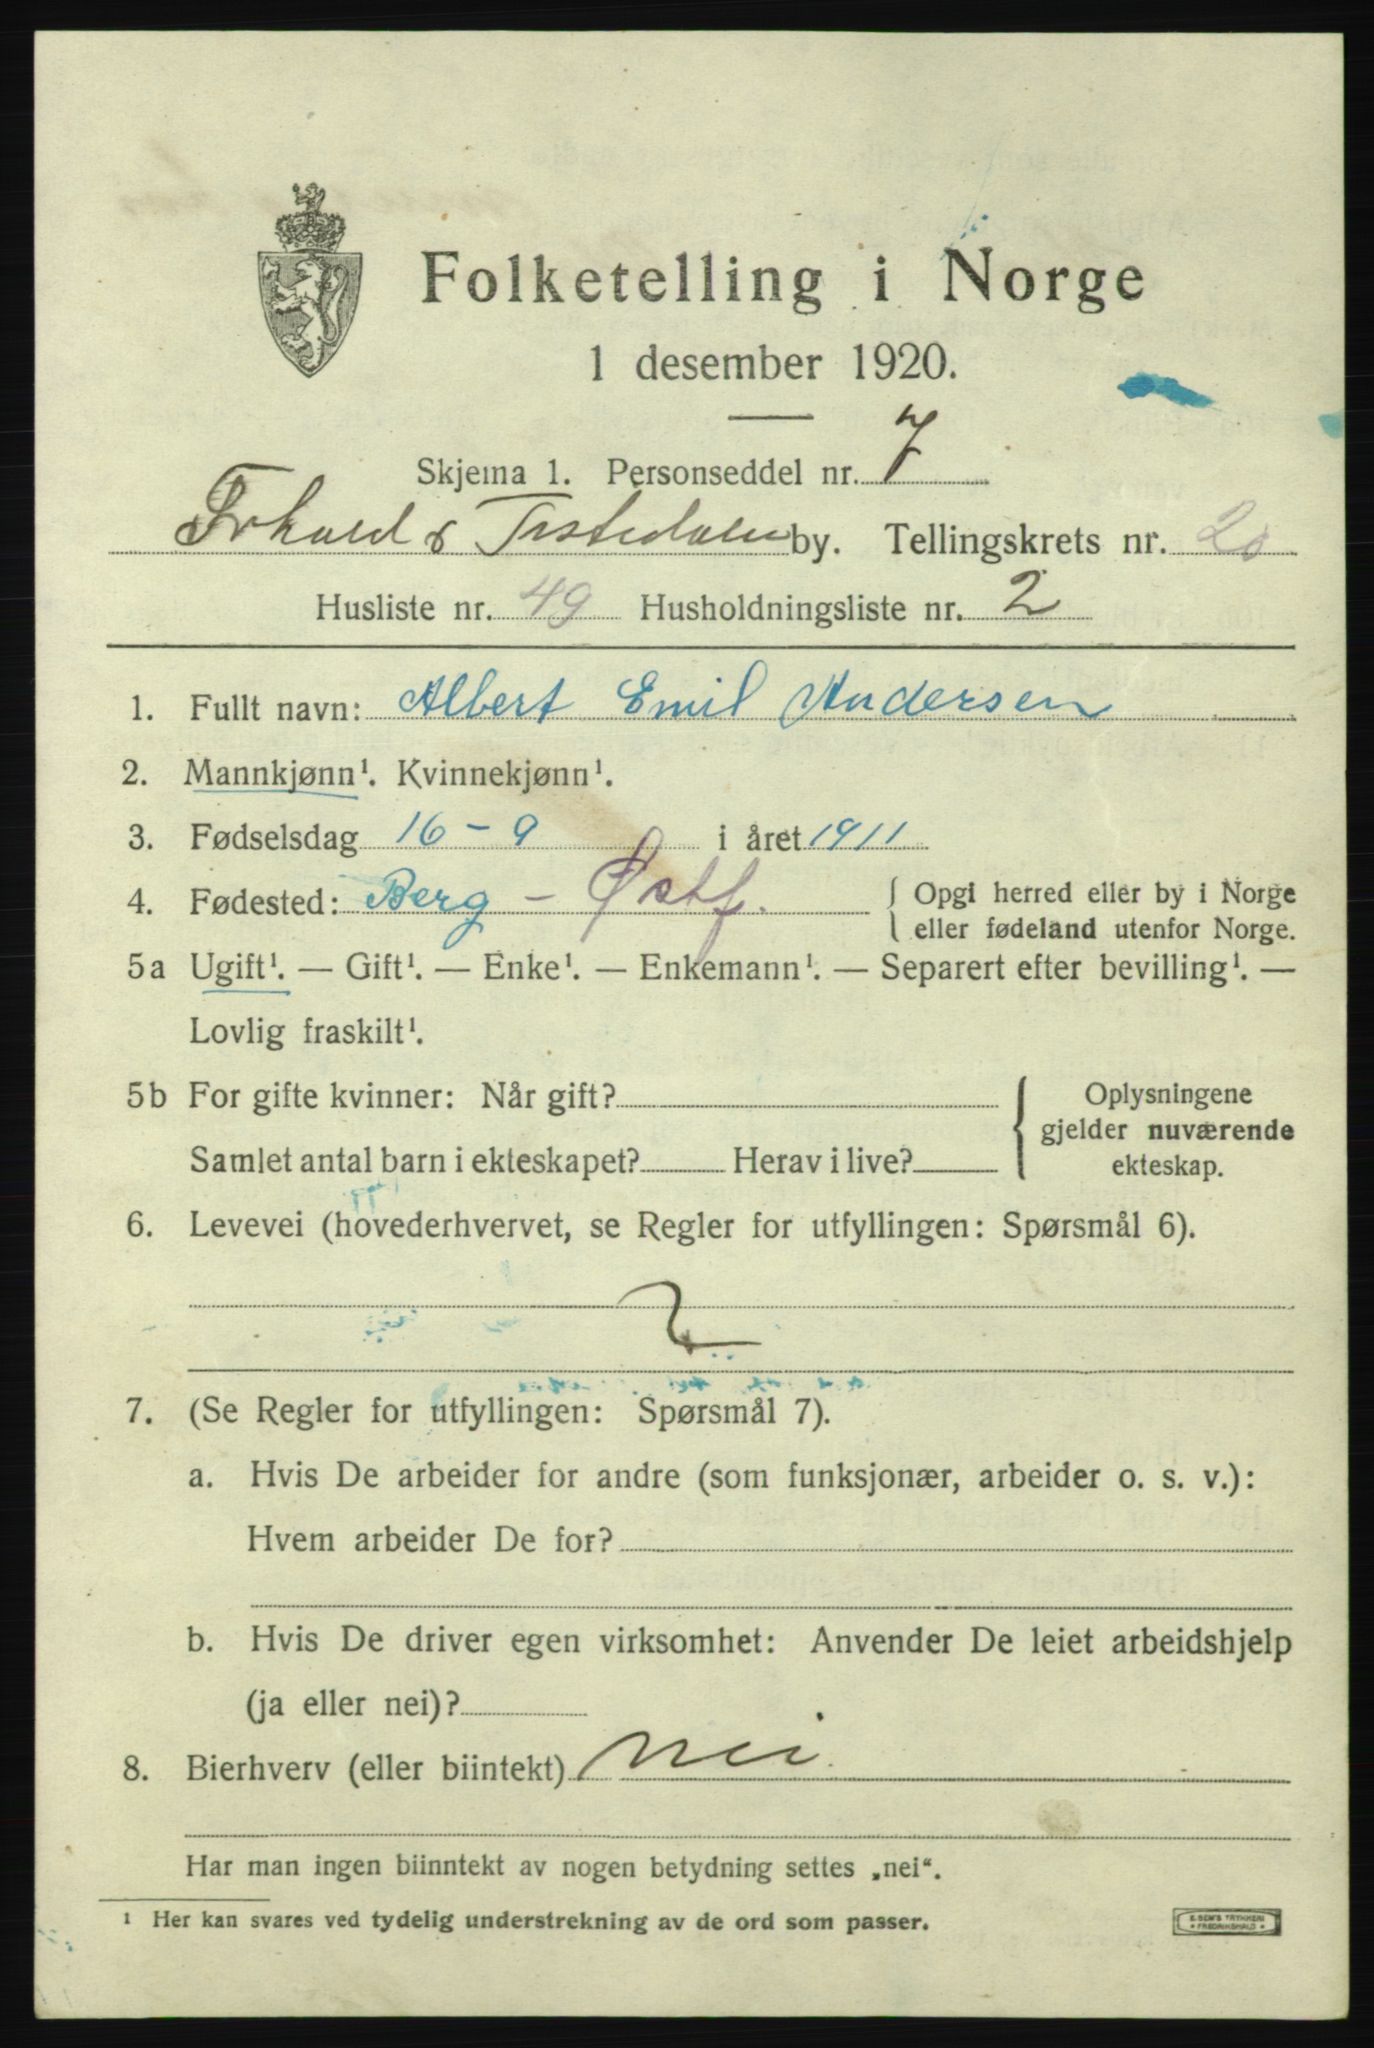 Folketelling i Norge
1 desember 1920.
Skjema 1. Personseddel nr. 7
Frhald & Tistedalen by. Tellingskrets nr. 20
Husliste nr. 49 Husholdningsliste nr. 2
1. Fullt navn: Albert Emil Andersen
2. Mannkjønn¹. Kvinnekjønn¹.
3. Fødselsdag 16 - 9 i året 1911
4. Fødested: Berg - Østf. { Opgi herred eller by i Norge
eller fødeland utenfor Norge.
5a Ugift¹. — Gift¹. — Enke¹. — Enkemann¹. — Separert efter bevilling¹. —
Lovlig fraskilt¹.
5b For gifte kvinner: Når gift?
Samlet antal barn i ekteskapet? Herav i live?
{ Oplysningene
gjelder nuværende
ekteskap.
6. Levevei (hovederhvervet, se Regler for utfyllingen: Spørsmål 6).
7. (Se Regler for utfyllingen: Spørsmål 7).
a. Hvis De arbeider for andre (som funksjonær, arbeider o. s. v.):
Hvem arbeider De for?
b. Hvis De driver egen virksomhet: Anvender De leiet arbeidshjelp
(ja eller nei)?
8. Bierhverv (eller biintekt) nei
Har man ingen biinntekt av nogen betydning settes „nei“.
¹ Her kan svares ved tydelig understrekning av de ord som passer.
E. SEM'S TRYKKERI
• FREDRIKSHALD •